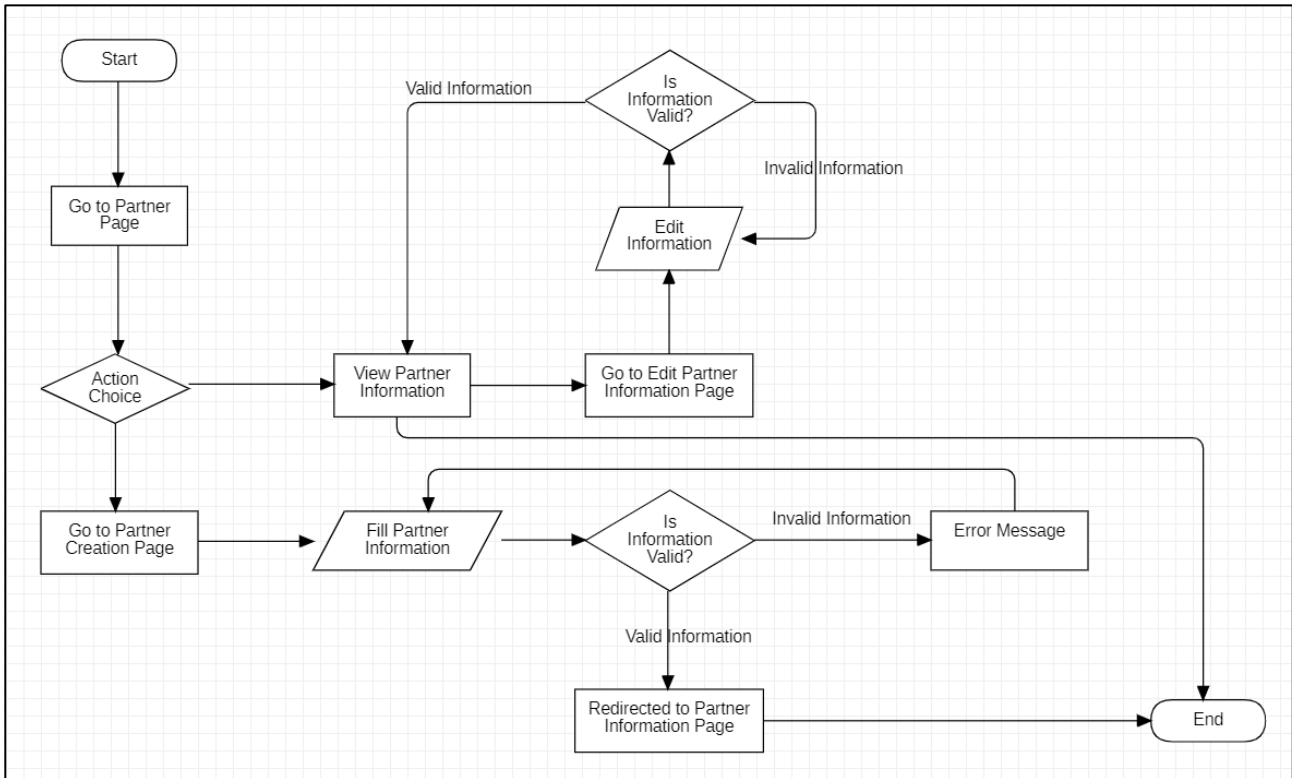 Start
Valid Information
Is
Information
Valid?
Invalid Information
Go to Partner
Page
Edit
Information
Action
Choice
View Partner
Information
Go to Edit Partner
Information Page
Go to Partner
Creation Page
Fill Partner
Information
Is
Information
Valid?
Invalid Information
Error Message
Valid Information
Redirected to Partner
Information Page
End